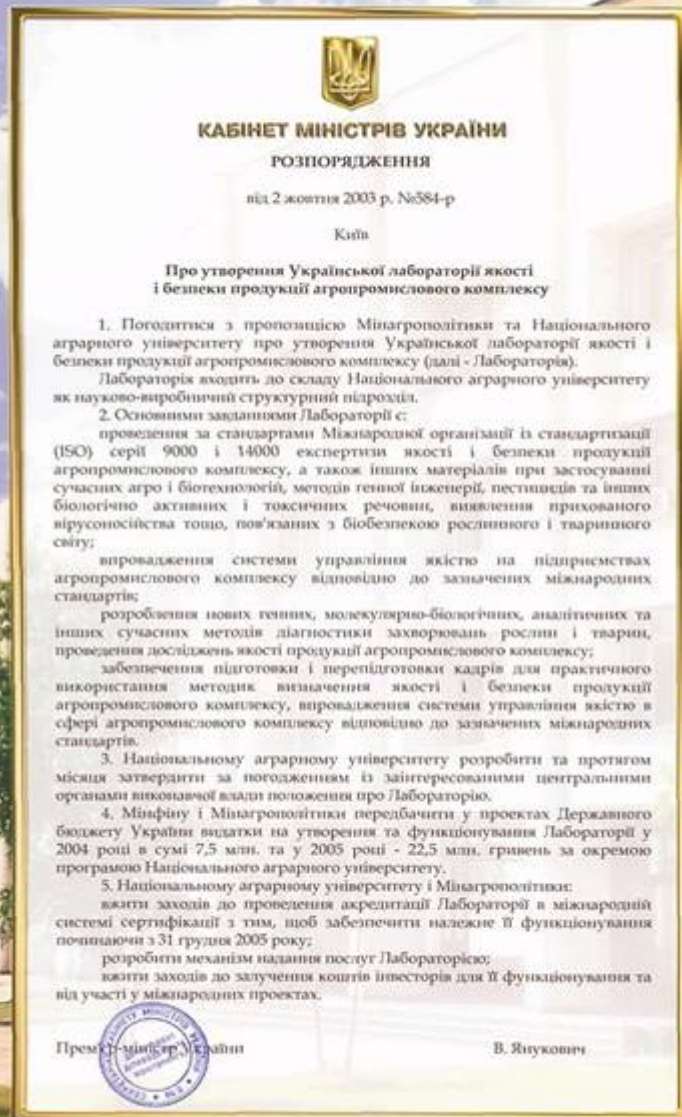 КАБІНЕТ МІНІСТРІВ УКРАЇНИ
РОЗПОРЯДЖЕННЯ
від 2 жовтня 2003 р. №584-р
Київ
Про утворення Української лабораторії якості
і безпеки продукції агропромислового комплексу
1. Погодитися з пропозицією Мінагрополітики та Національного
аграрного університету про утворення Української лабораторії якості і
безпеки продукції агропромислового комплексу (далі - Лабораторія).
Лабораторія входить до складу Національного аграрного університету
як науково-виробничий структурний підрозділ.
2. Основними завданнями Лабораторії є:
проведення за стандартами Міжнародної організації із стандартизації
(ISO) серії 9000 і 14000 експертизи якості і безпеки продукції
агропромислового комплексу, а також інших матеріалів при застосуванні
сучасних агро і біотехнологій, методів генної інженерії, пестицидів та інших
біологічно активних і токсичних речовин, виявлення прихованого
вірусоносійства тощо, пов'язаних з біобезпекою рослинного і тваринного
світу;
впровадження системи управління якістю на підприємствах
агропромислового комплексу відповідно до зазначених міжнародних
стандартів;
розроблення нових генних, молекулярно-біологічних, аналітичних та
інших сучасних методів діагностики захворювань рослин і тварин,
проведення досліджень якості продукції агропромислового комплексу;
забезпечення підготовки і перепідготовки кадрів для практичного
використання методик визначення якості і безпеки продукції
агропромислового комплексу, впровадження системи управління якістю в
сфері агропромислового комплексу відповідно до зазначених міжнародних
стандартів.
3. Національному аграрному університету розробити та протягом
місяця затвердити за погодженням із заінтересованими центральними
органами виконавчої влади положення про Лабораторію.
4. Мінфіну і Мінагрополітики передбачити у проектах Державного
бюджету України видатки на утворення та функціонування Лабораторії у
2004 році в сумі 7,5 млн. та у 2005 році - 22,5 млн. гривень за окремою
програмою Національного аграрного університету.
5. Національному аграрному університету і Мінагрополітики:
вжити заходів до проведення акредитації Лабораторії в міжнародній
системі сертифікації з тим, щоб забезпечити належне її функціонування
починаючи з 31 грудня 2005 року;
розробити механізм надання послуг Лабораторією;
вжити заходів до залучення коштів інвесторів для її функціонування та
від участі у міжнародних проектах.
Прем'єр-міністр України В. Янукович